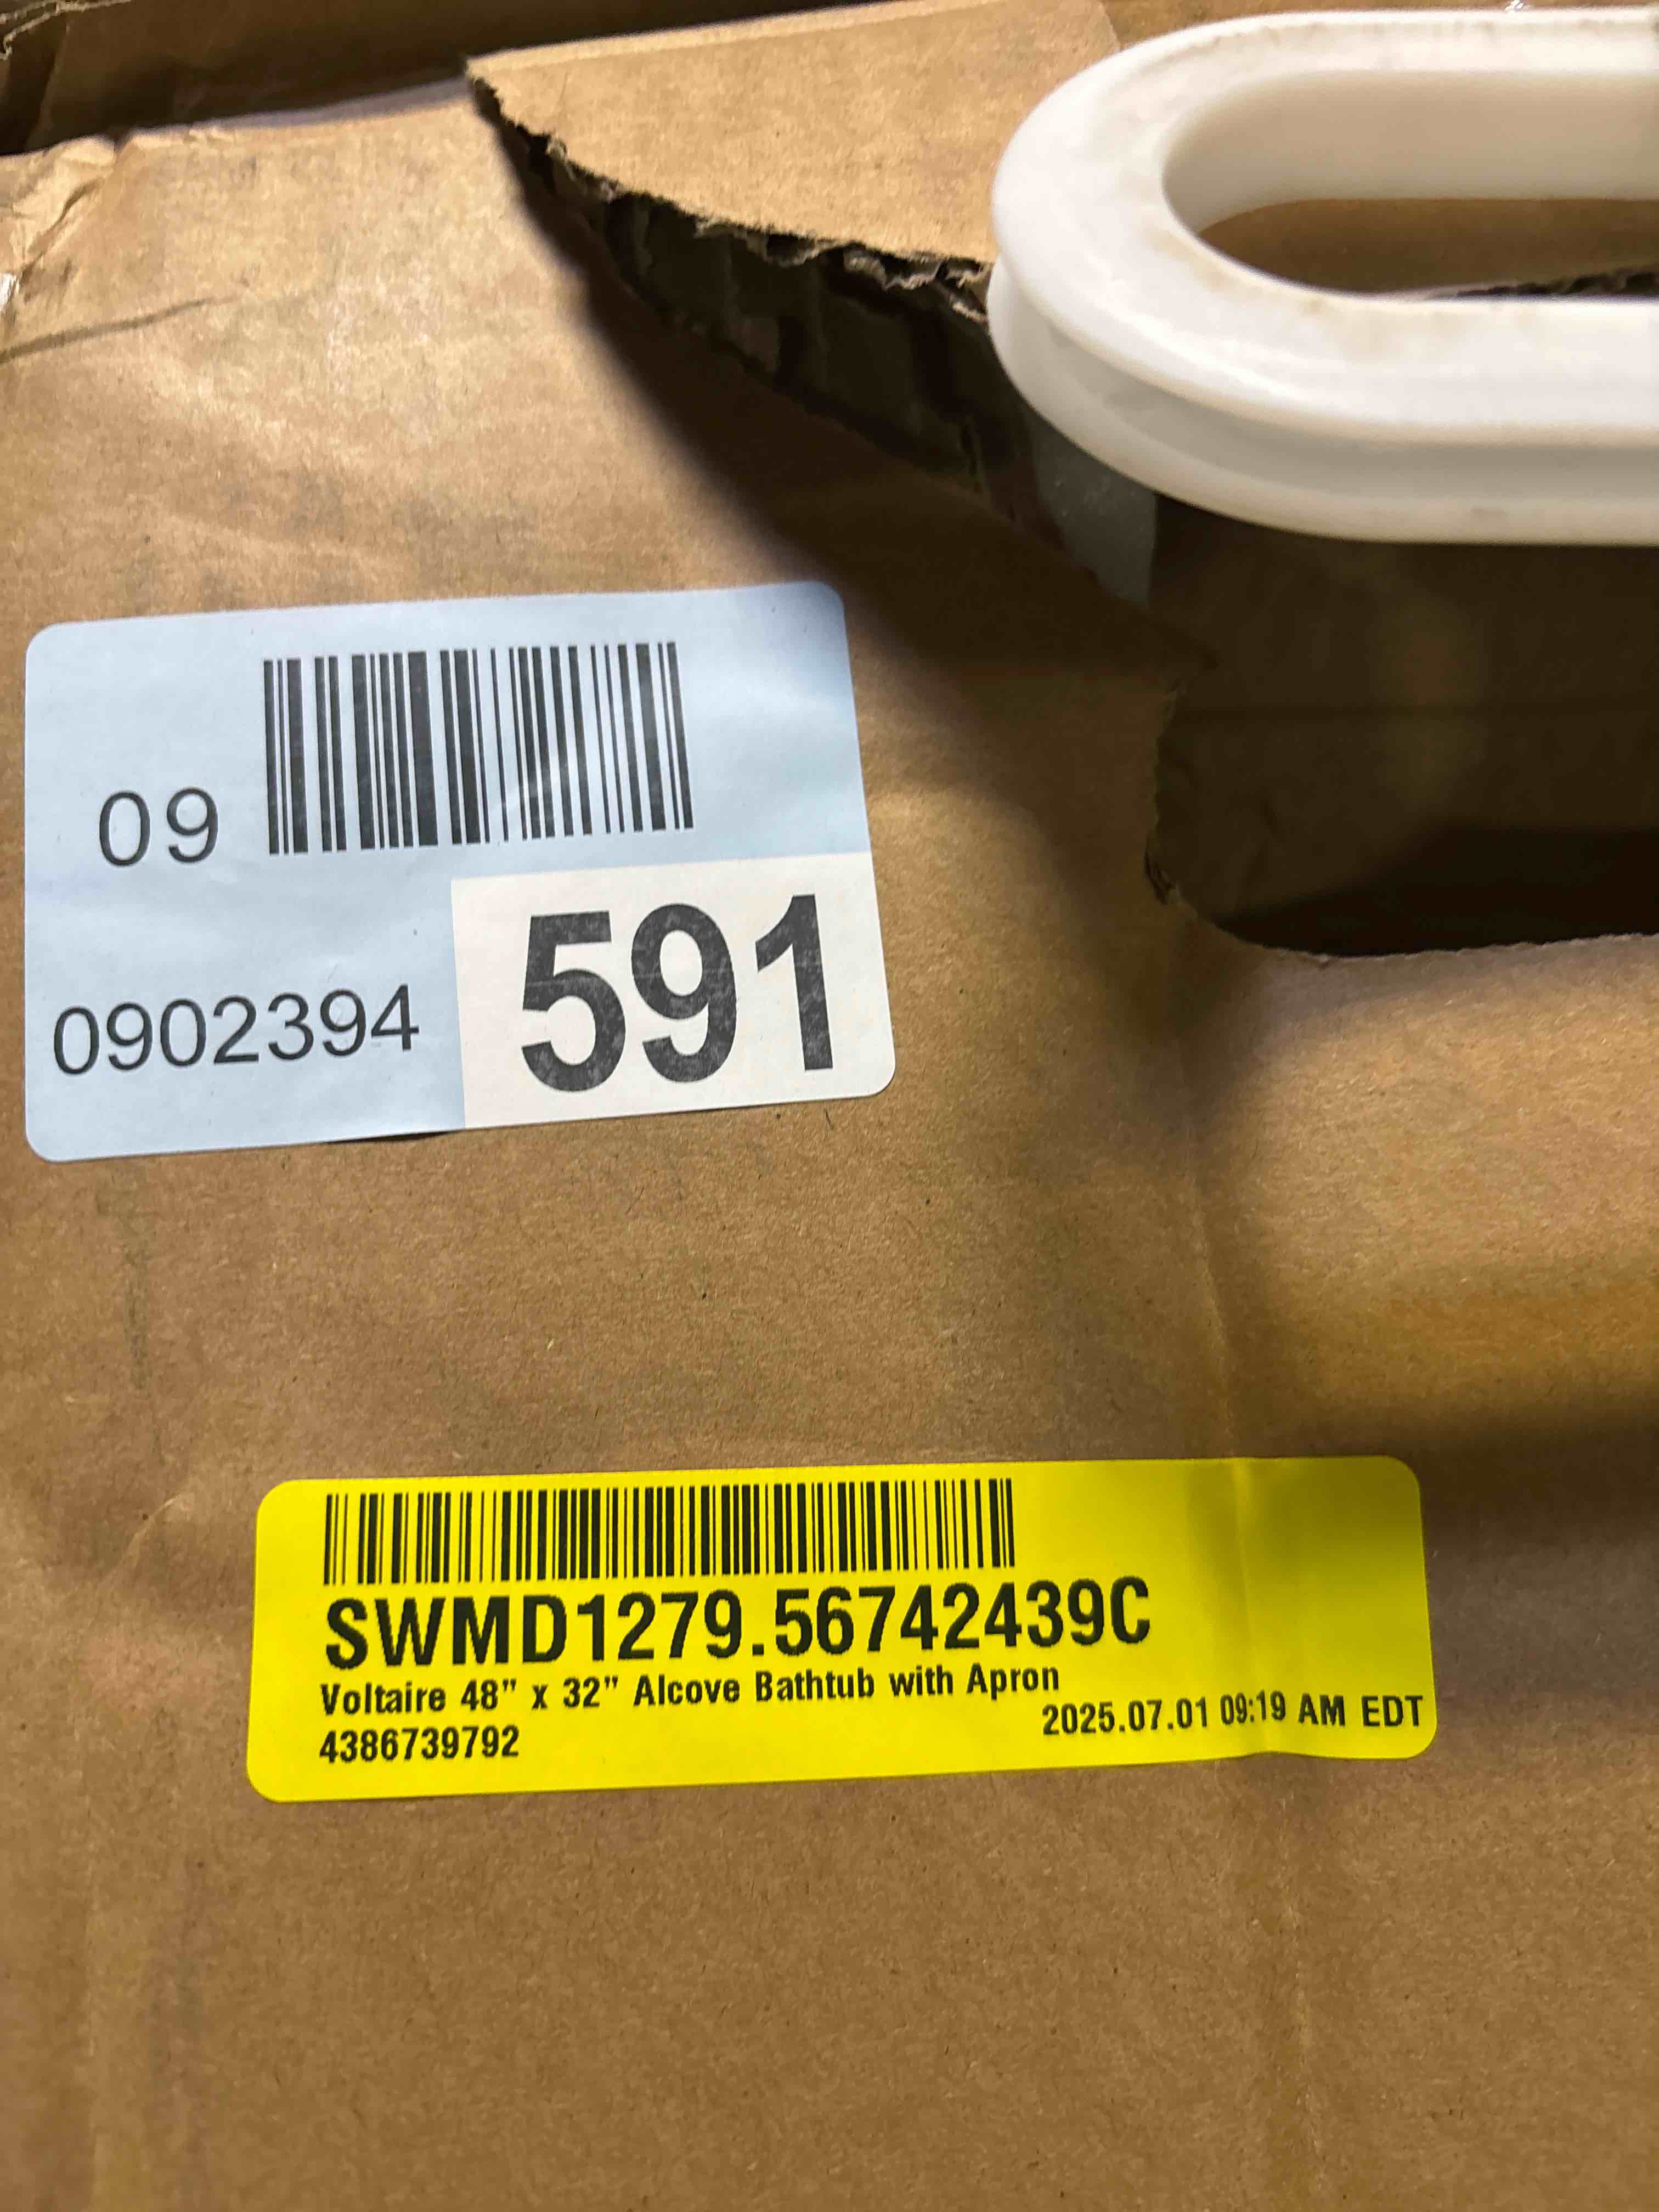 09
0902394 591
SWMD1279.56742439C
Voltaire 48" x 32" Alcove Bathtub with Apron
4386739792 2025.07.01 09:19 AM EDT